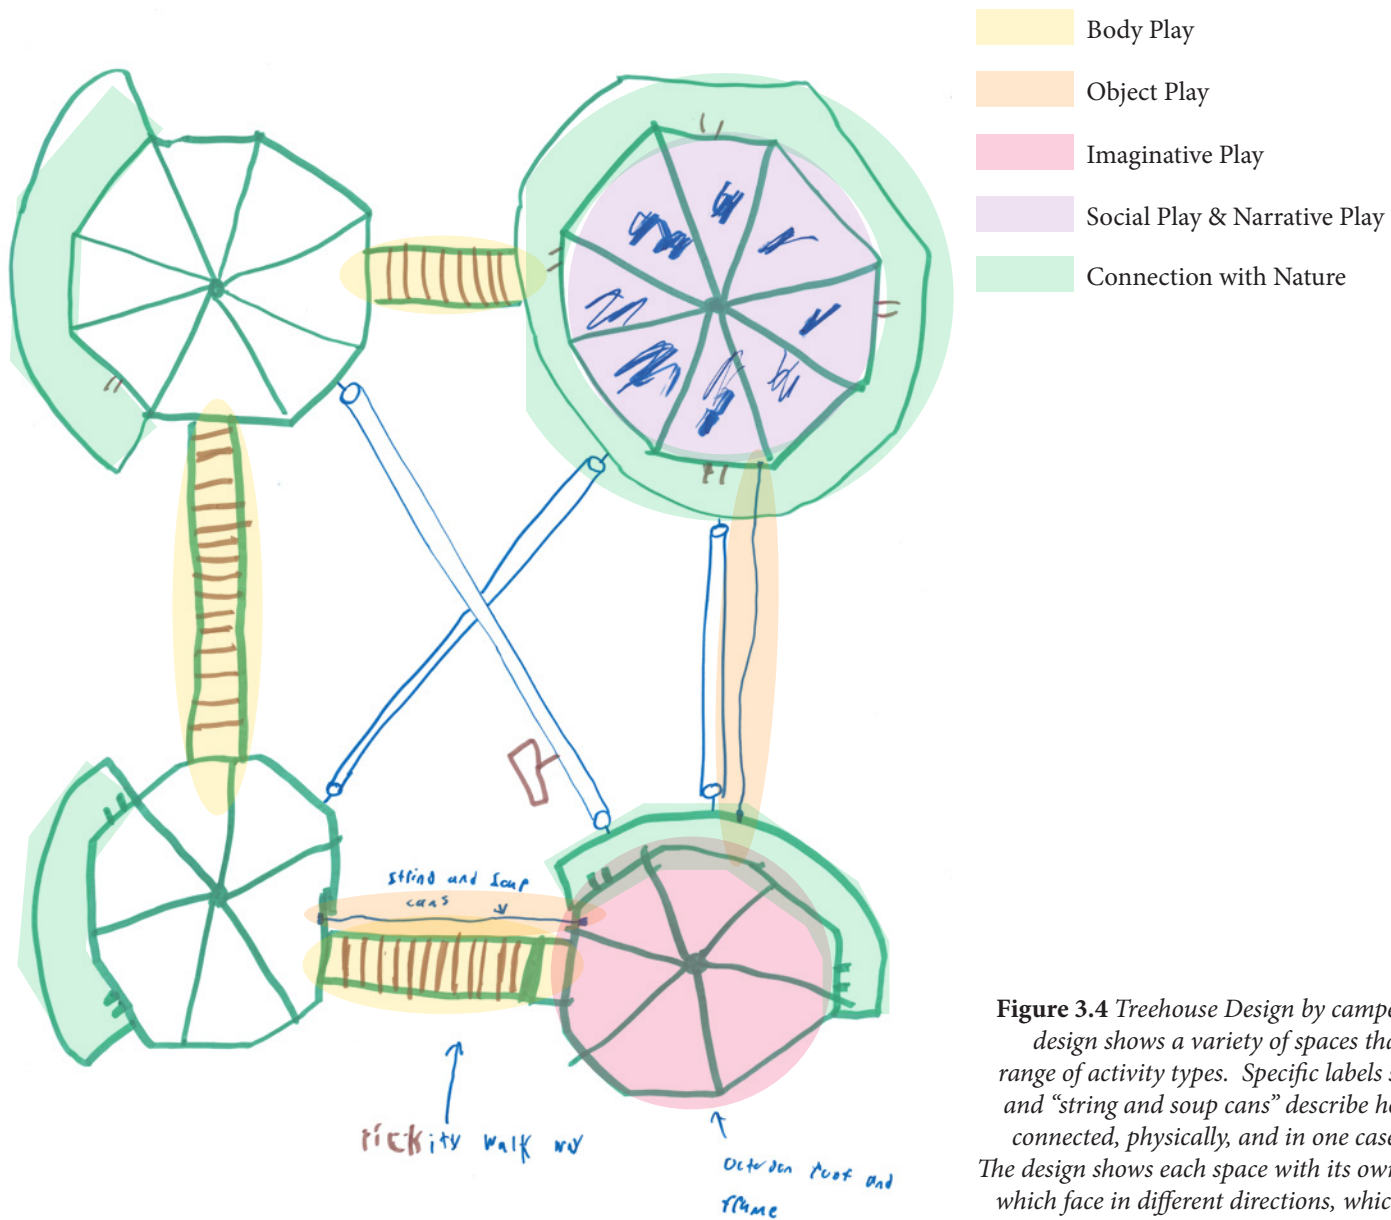 Body Play
Object Play
Imaginative Play
Social Play & Narrative Play
Connection with Nature
string and soup
cans
rickity walk way
roof and
frame
Figure 3.4 Treehouse Design by campe
design shows a variety of spaces tha
range of activity types. Specific labels s
and “string and soup cans” describe ho
connected, physically, and in one case
The design shows each space with its own
which face in different directions, whic